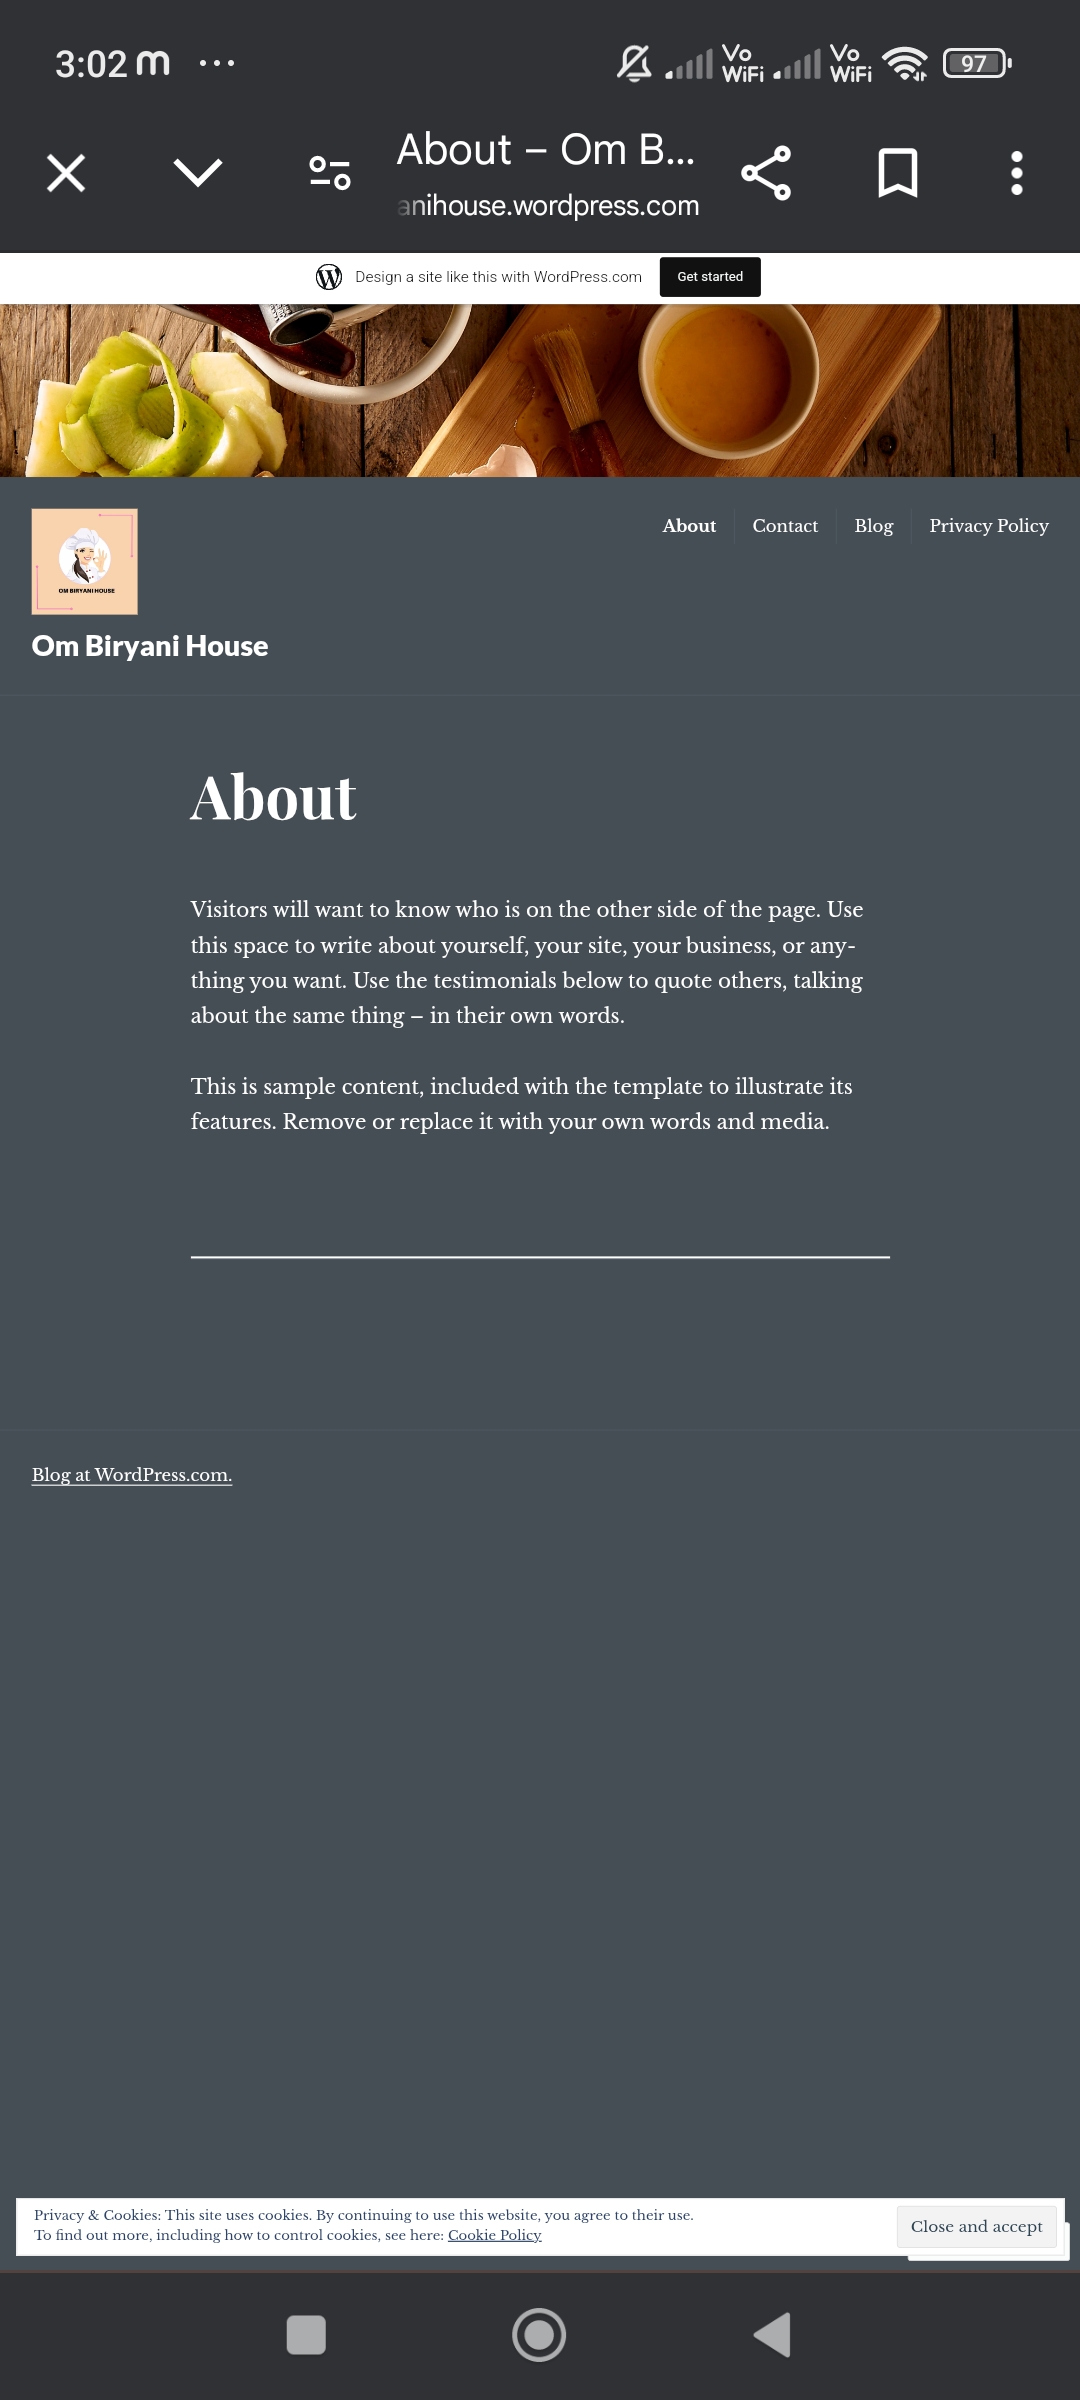 3:02 m ...
Vo WiFi Vo WiFi 97
About – Om B...
anihouse.wordpress.com
Design a site like this with WordPress.com Get started
OM BIRYANI HOUSE
About Contact Blog Privacy Policy
Om Biryani House
About
Visitors will want to know who is on the other side of the page. Use
this space to write about yourself, your site, your business, or any-
thing you want. Use the testimonials below to quote others, talking
about the same thing – in their own words.
This is sample content, included with the template to illustrate its
features. Remove or replace it with your own words and media.
Blog at WordPress.com.
Privacy & Cookies: This site uses cookies. By continuing to use this website, you agree to their use.
To find out more, including how to control cookies, see here: Cookie Policy
Close and accept